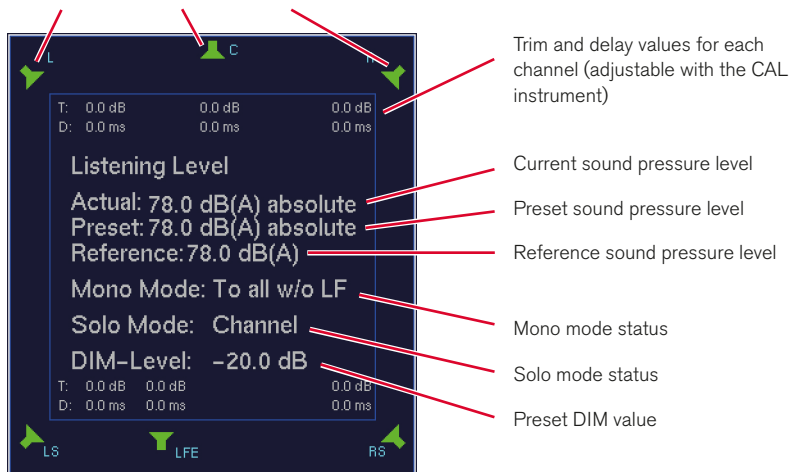 L
C
R
T: 0.0 dB 0.0 dB 0.0 dB
D: 0.0 ms 0.0 ms 0.0 ms
Listening Level
Actual: 78.0 dB(A) absolute
Preset: 78.0 dB(A) absolute
Reference: 78.0 dB(A)
Mono Mode: To all w/o LF
Solo Mode: Channel
DIM-Level: -20.0 dB
T: 0.0 dB 0.0 dB 0.0 dB
D: 0.0 ms 0.0 ms 0.0 ms
LS
LFE
RS
Trim and delay values for each
channel (adjustable with the CAL
instrument)
Current sound pressure level
Preset sound pressure level
Reference sound pressure level
Mono mode status
Solo mode status
Preset DIM value